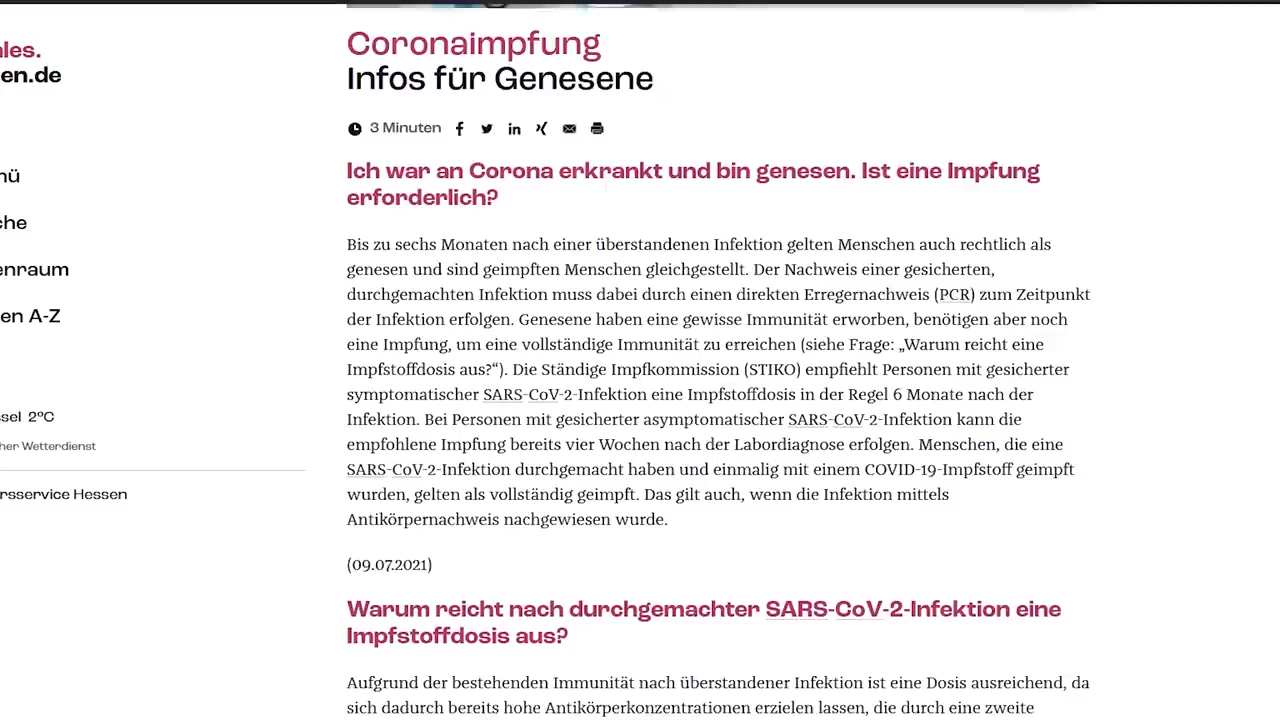 ales.
en.de
nü
che
enraum
en A-Z
ssel 2°C
her Wetterdienst
rsservice Hessen
Coronaimpfung
Infos für Genesene
3 Minuten
Ich war an Corona erkrankt und bin genesen. Ist eine Impfung
erforderlich?
Bis zu sechs Monaten nach einer überstandenen Infektion gelten Menschen auch rechtlich als
genesen und sind geimpften Menschen gleichgestellt. Der Nachweis einer gesicherten,
durchgemachten Infektion muss dabei durch einen direkten Erregernachweis (PCR) zum Zeitpunkt
der Infektion erfolgen. Genesene haben eine gewisse Immunität erworben, benötigen aber noch
eine Impfung, um eine vollständige Immunität zu erreichen (siehe Frage: „Warum reicht eine
Impfstoffdosis aus?“). Die Ständige Impfkommission (STIKO) empfiehlt Personen mit gesicherter
symptomatischer SARS-CoV-2-Infektion eine Impfstoffdosis in der Regel 6 Monate nach der
Infektion. Bei Personen mit gesicherter asymptomatischer SARS-CoV-2-Infektion kann die
empfohlene Impfung bereits vier Wochen nach der Labordiagnose erfolgen. Menschen, die eine
SARS-CoV-2-Infektion durchgemacht haben und einmalig mit einem COVID-19-Impfstoff geimpft
wurden, gelten als vollständig geimpft. Das gilt auch, wenn die Infektion mittels
Antikörpernachweis nachgewiesen wurde.
(09.07.2021)
Warum reicht nach durchgemachter SARS-CoV-2-Infektion eine
Impfstoffdosis aus?
Aufgrund der bestehenden Immunität nach überstandener Infektion ist eine Dosis ausreichend, da
sich dadurch bereits hohe Antikörperkonzentrationen erzielen lassen, die durch eine zweite